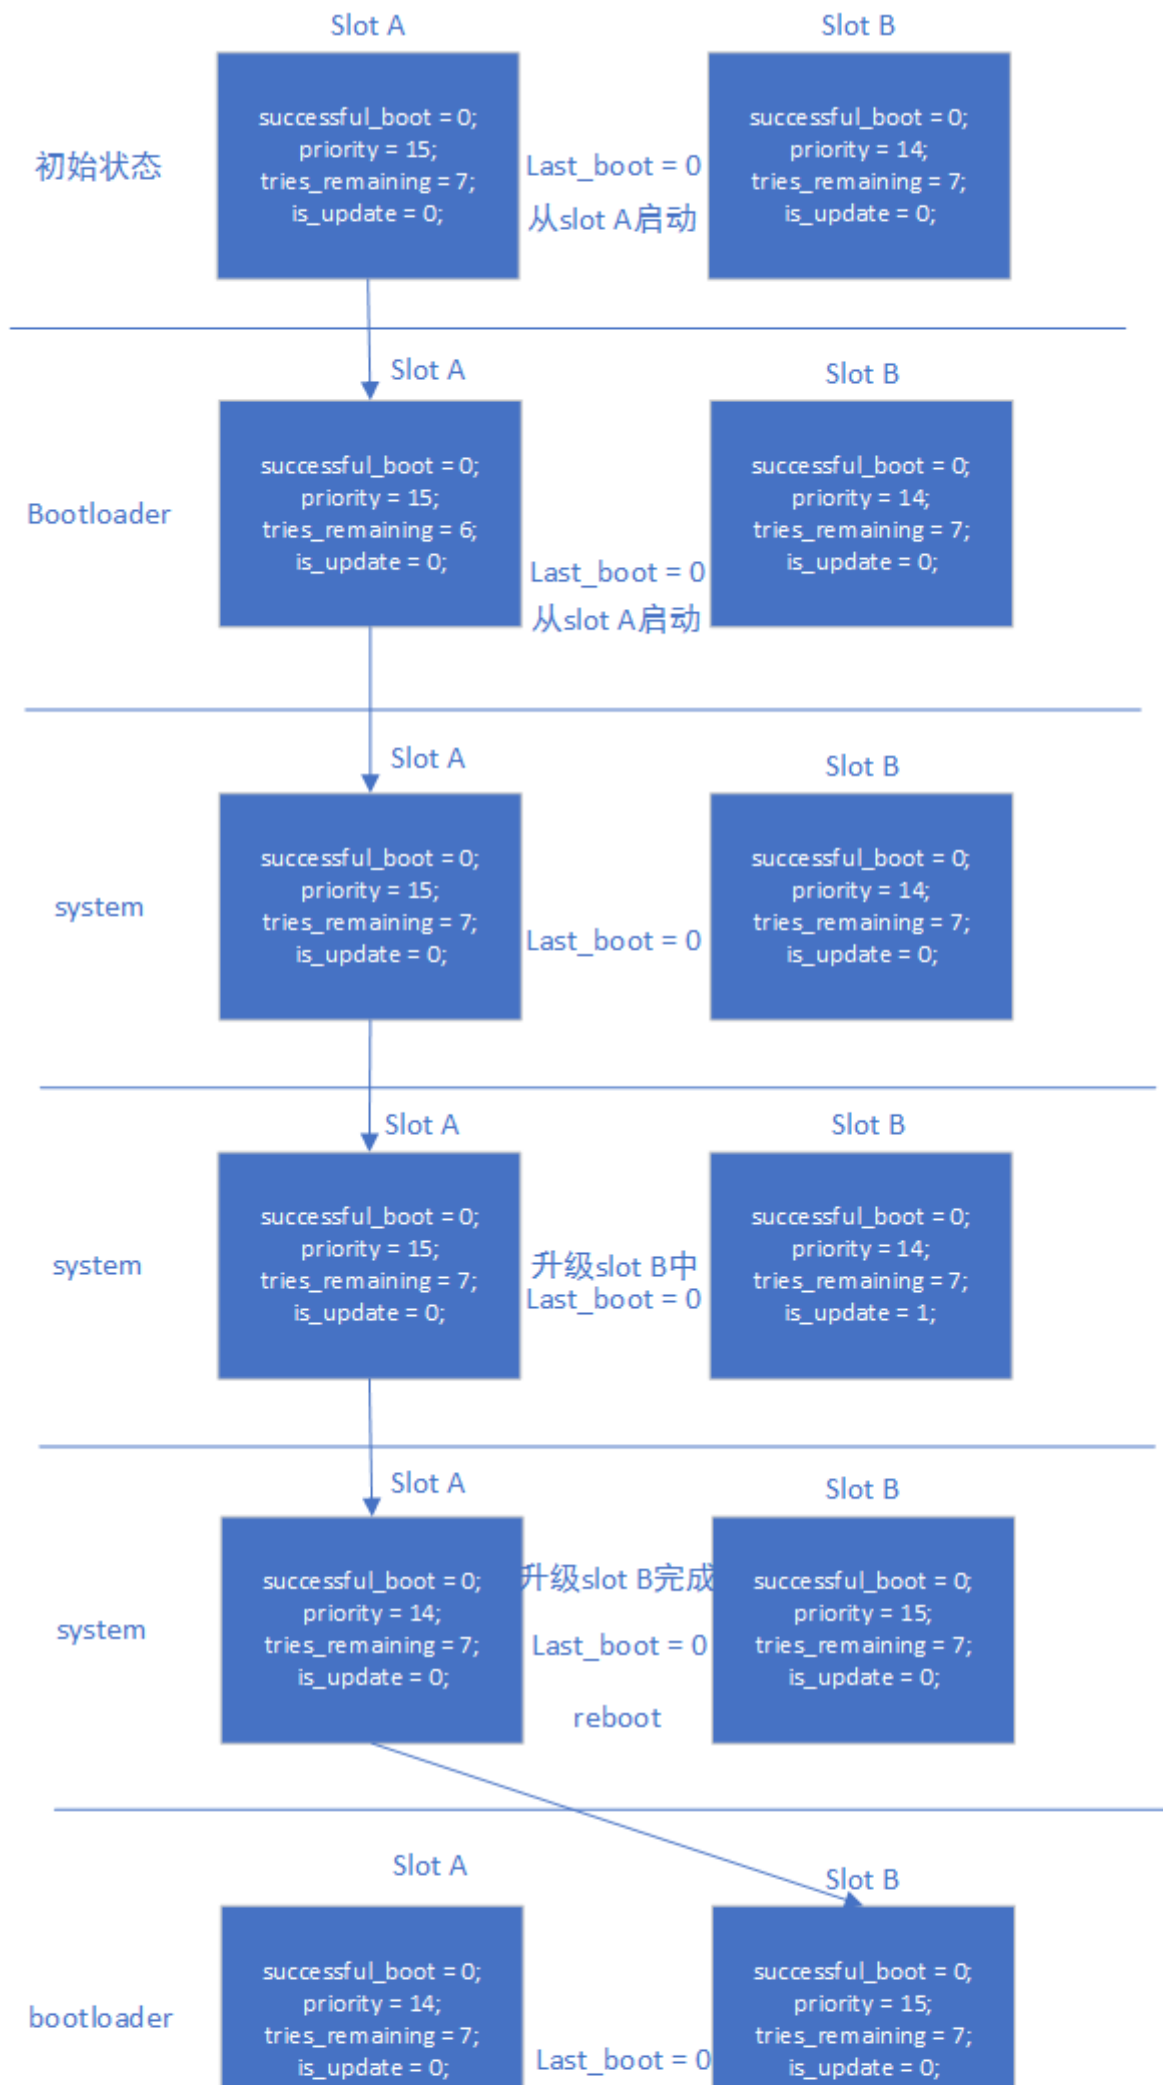 Slot A
Slot B
初始状态
successful_boot = 0;
priority = 15;
tries_remaining = 7;
is_update = 0;
Last_boot = 0
从slot A启动
successful_boot = 0;
priority = 14;
tries_remaining = 7;
is_update = 0;
Slot A
Slot B
Bootloader
successful_boot = 0;
priority = 15;
tries_remaining = 6;
is_update = 0;
Last_boot = 0
从slot A启动
successful_boot = 0;
priority = 14;
tries_remaining = 7;
is_update = 0;
Slot A
Slot B
system
successful_boot = 0;
priority = 15;
tries_remaining = 7;
is_update = 0;
Last_boot = 0
successful_boot = 0;
priority = 14;
tries_remaining = 7;
is_update = 0;
Slot A
Slot B
system
successful_boot = 0;
priority = 15;
tries_remaining = 7;
is_update = 0;
升级slot B中
Last_boot = 0
successful_boot = 0;
priority = 14;
tries_remaining = 7;
is_update = 1;
Slot A
Slot B
system
successful_boot = 0;
priority = 14;
tries_remaining = 7;
is_update = 0;
升级slot B完成
Last_boot = 0
reboot
successful_boot = 0;
priority = 15;
tries_remaining = 7;
is_update = 0;
Slot A
Slot B
bootloader
successful_boot = 0;
priority = 14;
tries_remaining = 7;
is_update = 0;
Last_boot = 0
successful_boot = 0;
priority = 15;
tries_remaining = 7;
is_update = 0;